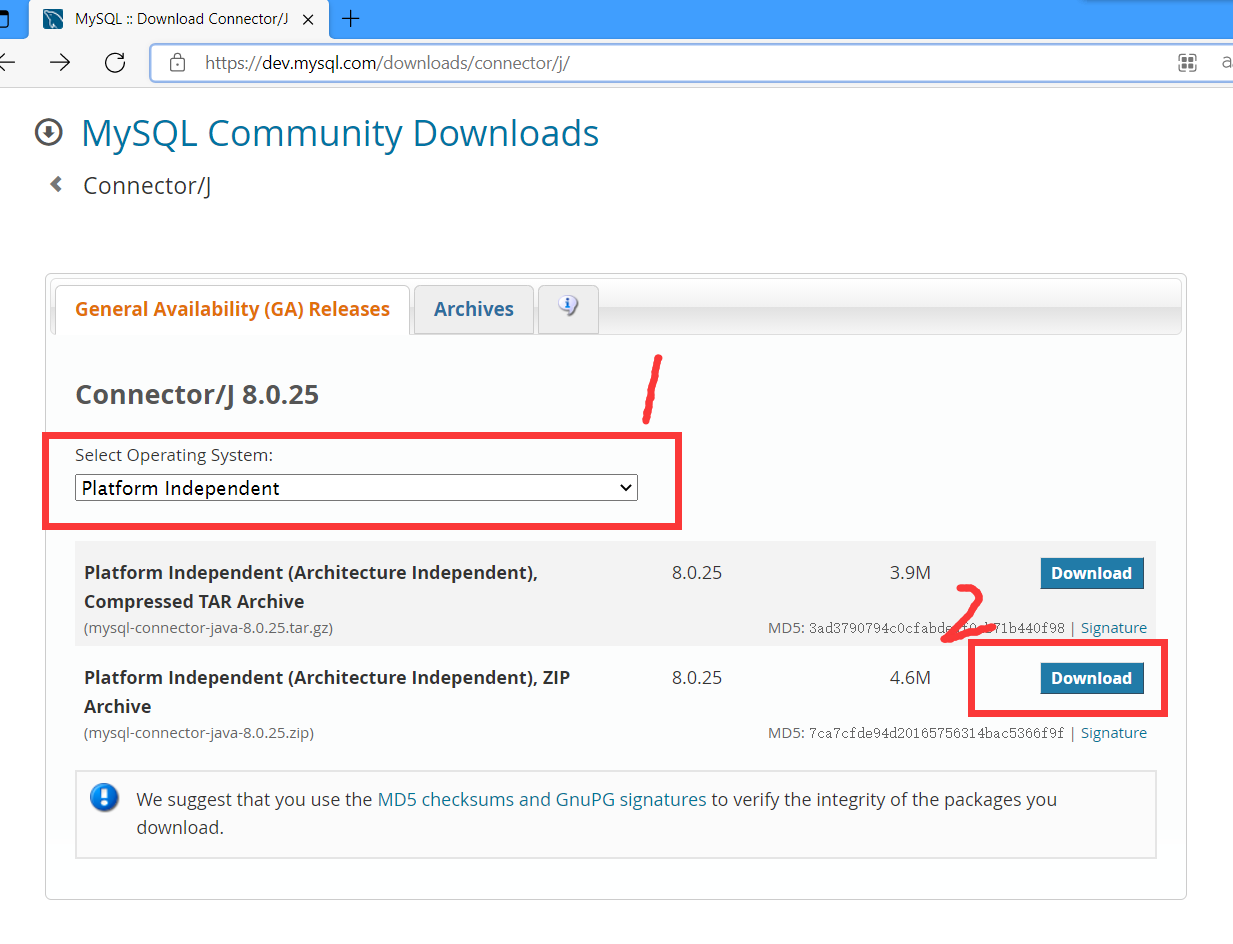 MySQL :: Download Connector/J
https://dev.mysql.com/downloads/connector/j/
MySQL Community Downloads
Connector/J
General Availability (GA) Releases
Archives
Connector/J 8.0.25
1
Select Operating System:
Platform Independent
Platform Independent (Architecture Independent), 8.0.25 3.9M Download
Compressed TAR Archive
2
(mysql-connector-java-8.0.25.tar.gz) MD5: | Signature
Platform Independent (Architecture Independent), ZIP 8.0.25 4.6M Download
Archive
(mysql-connector-java-8.0.25.zip) MD5: 7ca7cfde94d20165756314bac5366f9f | Signature
We suggest that you use the MD5 checksums and GnuPG signatures to verify the integrity of the packages you
download.